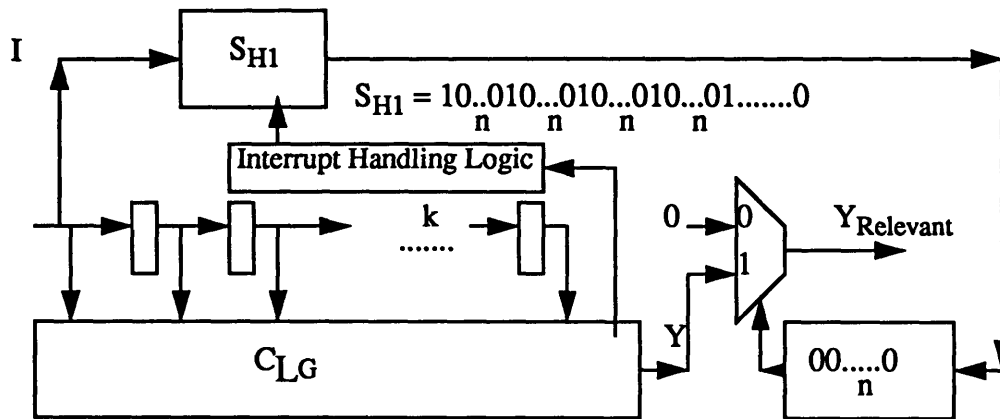 I
SH1
SH1 = 10..010...010...010...01.......0
n n n n
Interrupt Handling Logic
k
.......
0
0
1
YRelevant
Y
CLG
00.....0
n